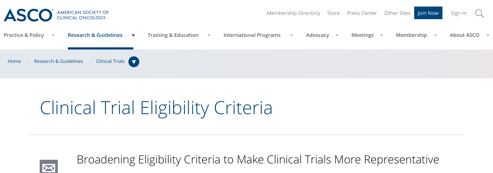 Membership Directory Store Press Center Other Sites Join Now Sign In
ASCO® AMERICAN SOCIETY OF
CLINICAL ONCOLOGY
Practice & Policy Research & Guidelines Training & Education International Programs Advocacy Meetings Membership About ASCO
Home Research & Guidelines Clinical Trials
Clinical Trial Eligibility Criteria
Broadening Eligibility Criteria to Make Clinical Trials More Representative